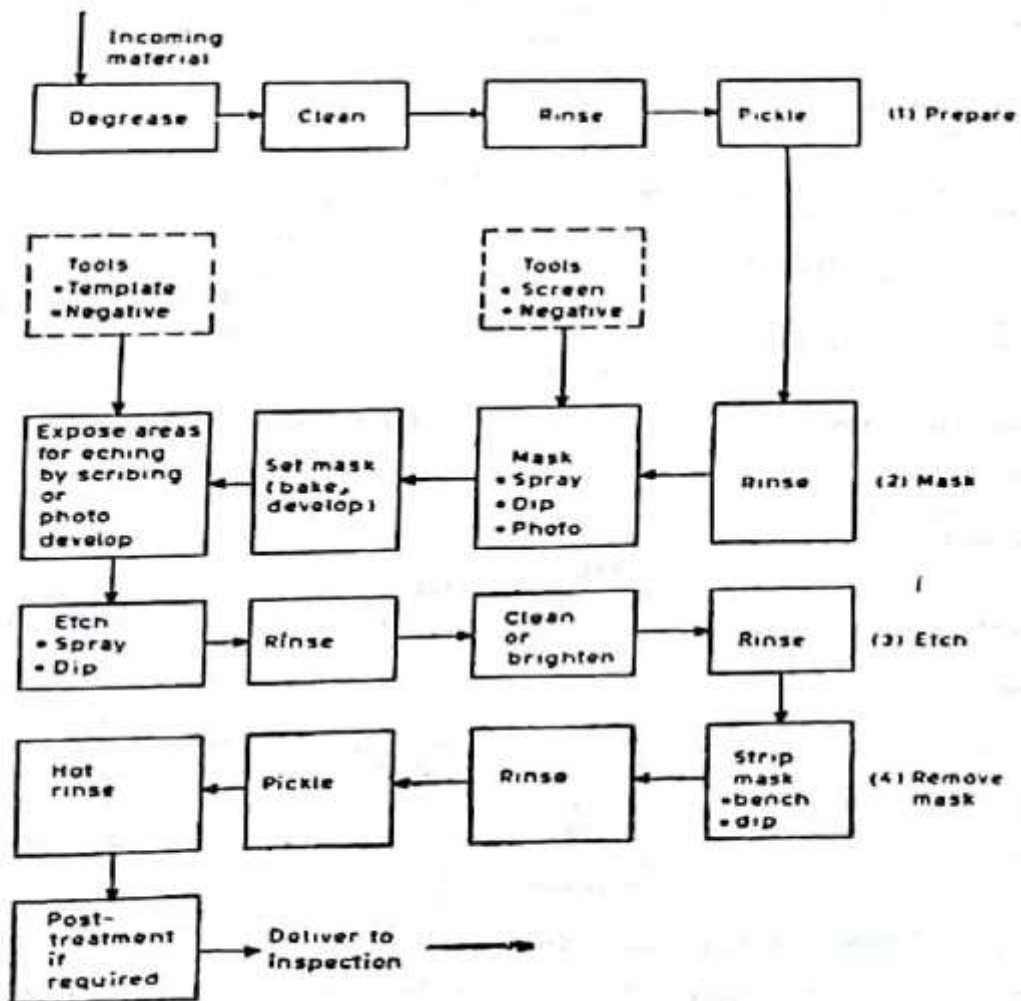 Incoming
material
Degrease
Clean
Rinse
Pickle
(1) Prepare
Tools
• Template
• Negative
Tools
• Screen
• Negative
Expose areas
for eching
by scribing
or
photo
develop
Set mask
(bake,
develop)
Mask
• Spray
• Dip
• Photo
Rinse
(2) Mask
Etch
• Spray
• Dip
Rinse
Clean
or
brighten
Rinse
(3) Etch
Hot
rinse
Pickle
Rinse
Strip
mask
• bench
• dip
(4) Remove
mask
Post-
treatment
if
required
Deliver to
inspection